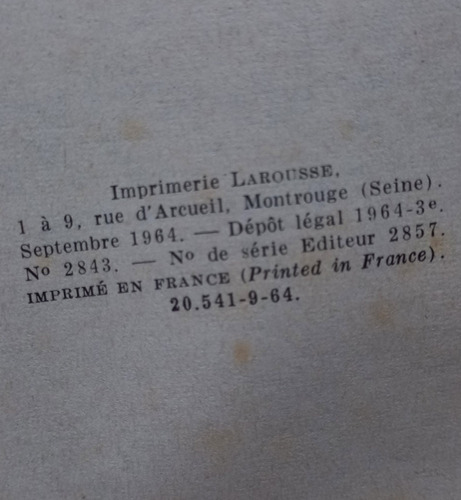 Imprimerie LAROUSSE,
1 à 9, rue d'Arcueil, Montrouge (Seine).
Septembre 1964. — Dépôt légal 1964-3e.
No 2843. — No de série Editeur 2857.
IMPRIMÉ EN FRANCE (Printed in France).
20.541-9-64.